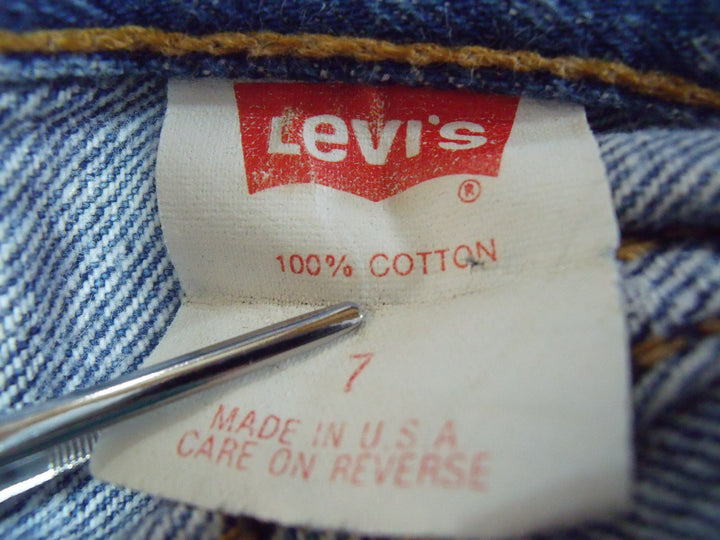 Levi's
®
100% COTTON
7
MADE IN U.S.A
CARE ON REVERSE